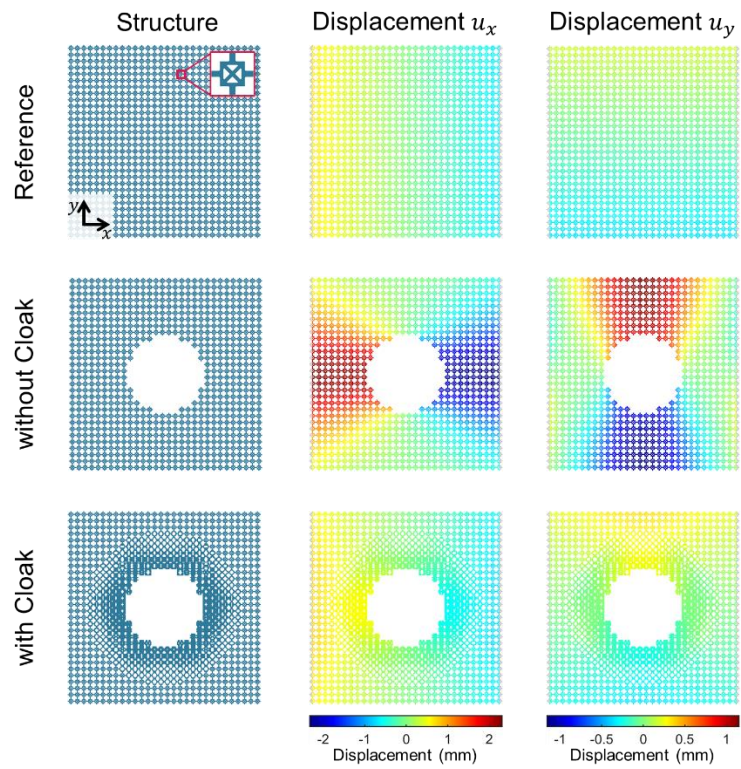 Structure
Displacement u_x
Displacement u_y
Reference
y
x
without Cloak
with Cloak
-2 -1 0 1 2
Displacement (mm)
-1 -0.5 0 0.5 1
Displacement (mm)